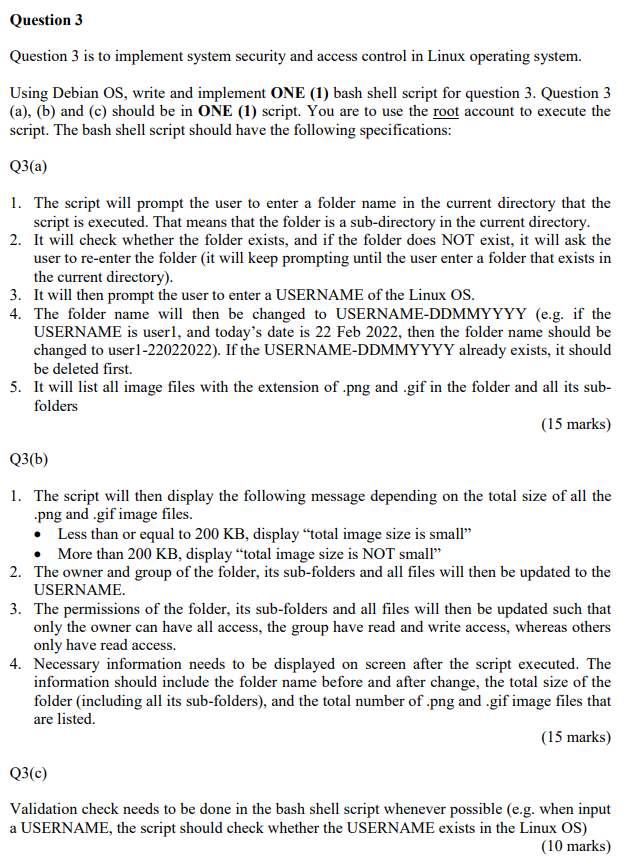 Question 3
Question 3 is to implement system security and access control in Linux operating system.
Using Debian OS, write and implement ONE (1) bash shell script for question 3. Question 3
(a), (b) and (c) should be in ONE (1) script. You are to use the root account to execute the
script. The bash shell script should have the following specifications:
Q3(a)
1. The script will prompt the user to enter a folder name in the current directory that the
script is executed. That means that the folder is a sub-directory in the current directory.
2. It will check whether the folder exists, and if the folder does NOT exist, it will ask the
user to re-enter the folder (it will keep prompting until the user enter a folder that exists in
the current directory).
3. It will then prompt the user to enter a USERNAME of the Linux OS.
4. The folder name will then be changed to USERNAME-DDMMYYYY (e.g. if the
USERNAME is user1, and today's date is 22 Feb 2022, then the folder name should be
changed to user1-22022022). If the USERNAME-DDMMYYYY already exists, it should
be deleted first.
5. It will list all image files with the extension of .png and .gif in the folder and all its sub-
folders
(15 marks)
Q3(b)
1. The script will then display the following message depending on the total size of all the
.png and .gif image files.
• Less than or equal to 200 KB, display “total image size is small”
• More than 200 KB, display “total image size is NOT small”
2. The owner and group of the folder, its sub-folders and all files will then be updated to the
USERNAME.
3. The permissions of the folder, its sub-folders and all files will then be updated such that
only the owner can have all access, the group have read and write access, whereas others
only have read access.
4. Necessary information needs to be displayed on screen after the script executed. The
information should include the folder name before and after change, the total size of the
folder (including all its sub-folders), and the total number of .png and .gif image files that
are listed.
(15 marks)
Q3(c)
Validation check needs to be done in the bash shell script whenever possible (e.g. when input
a USERNAME, the script should check whether the USERNAME exists in the Linux OS)
(10 marks)